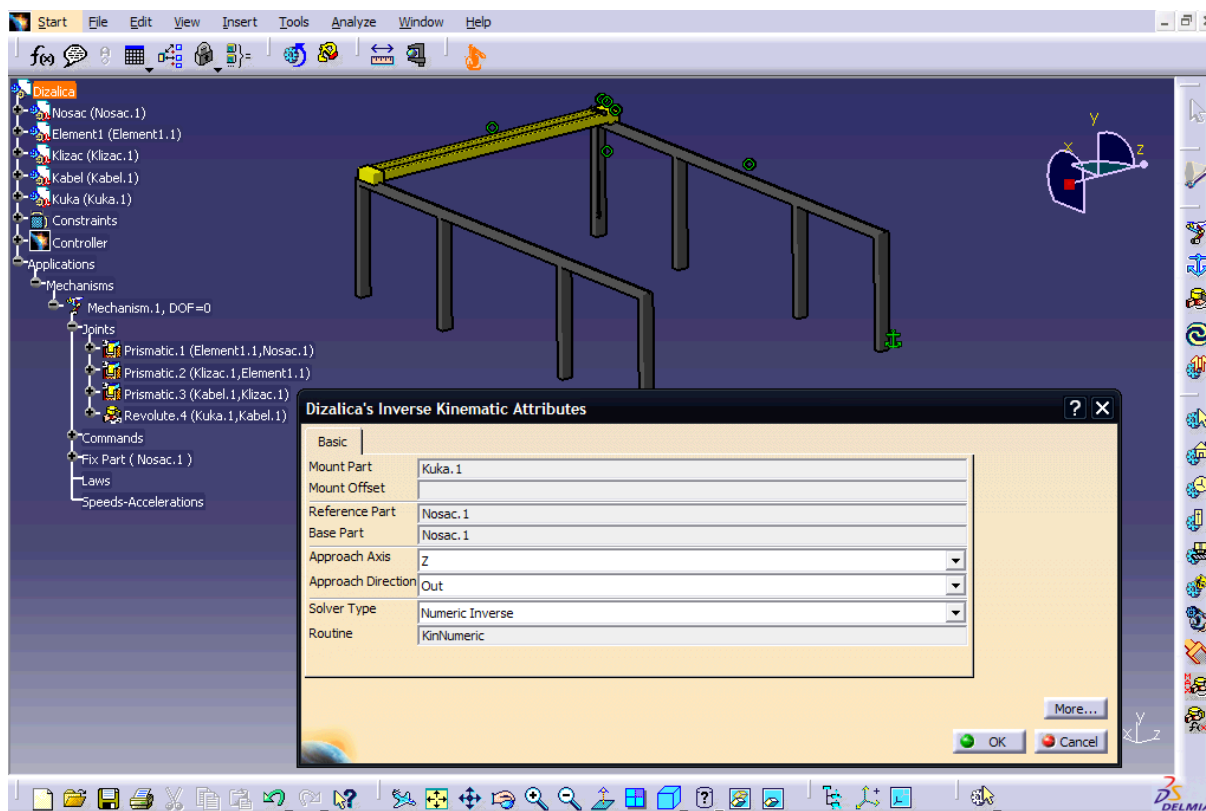 Start File Edit View Insert Tools Analyze Window Help
Dizalica
Nosac (Nosac.1)
Element1 (Element1.1)
Klizac (Klizac.1)
Kabel (Kabel.1)
Kuka (Kuka.1)
Constraints
Controller
Applications
Mechanisms
Mechanism.1, DOF=0
Joints
Prismatic.1 (Element1.1,Nosac.1)
Prismatic.2 (Klizac.1,Element1.1)
Prismatic.3 (Kabel.1,Klizac.1)
Revolute.4 (Kuka.1,Kabel.1)
Commands
Fix Part ( Nosac.1 )
Laws
Speeds-Accelerations
y
x
z
Dizalica's Inverse Kinematic Attributes
Basic
Mount Part Kuka.1
Mount Offset
Reference Part Nosac.1
Base Part Nosac.1
Approach Axis Z
Approach Direction Out
Solver Type Numeric Inverse
Routine KinNumeric
More...
OK Cancel
y
x z
DELMIA